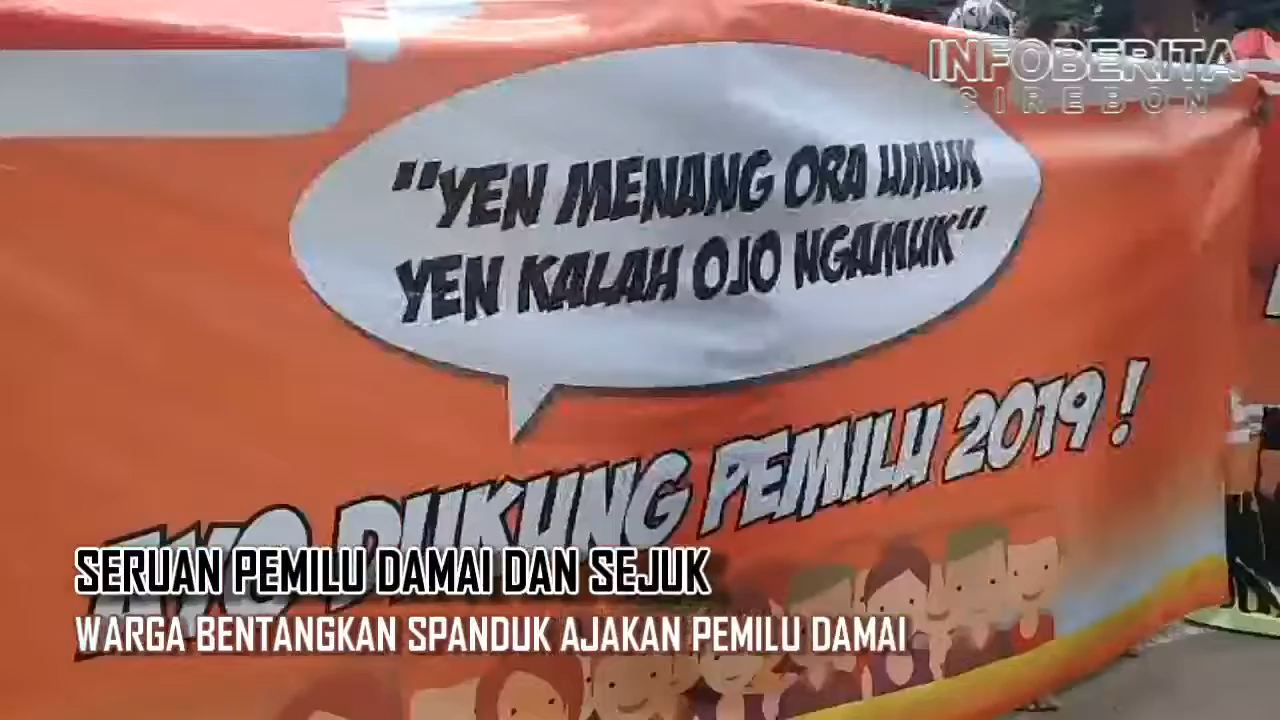 INFOBERITA
CIREBON
"YEN MENANG ORA UMUK
YEN KALAH OJO NGAMUK"
AYO DUKUNG PEMILU 2019 !
SERUAN PEMILU DAMAI DAN SEJUK
WARGA BENTANGKAN SPANDUK AJAKAN PEMILU DAMAI